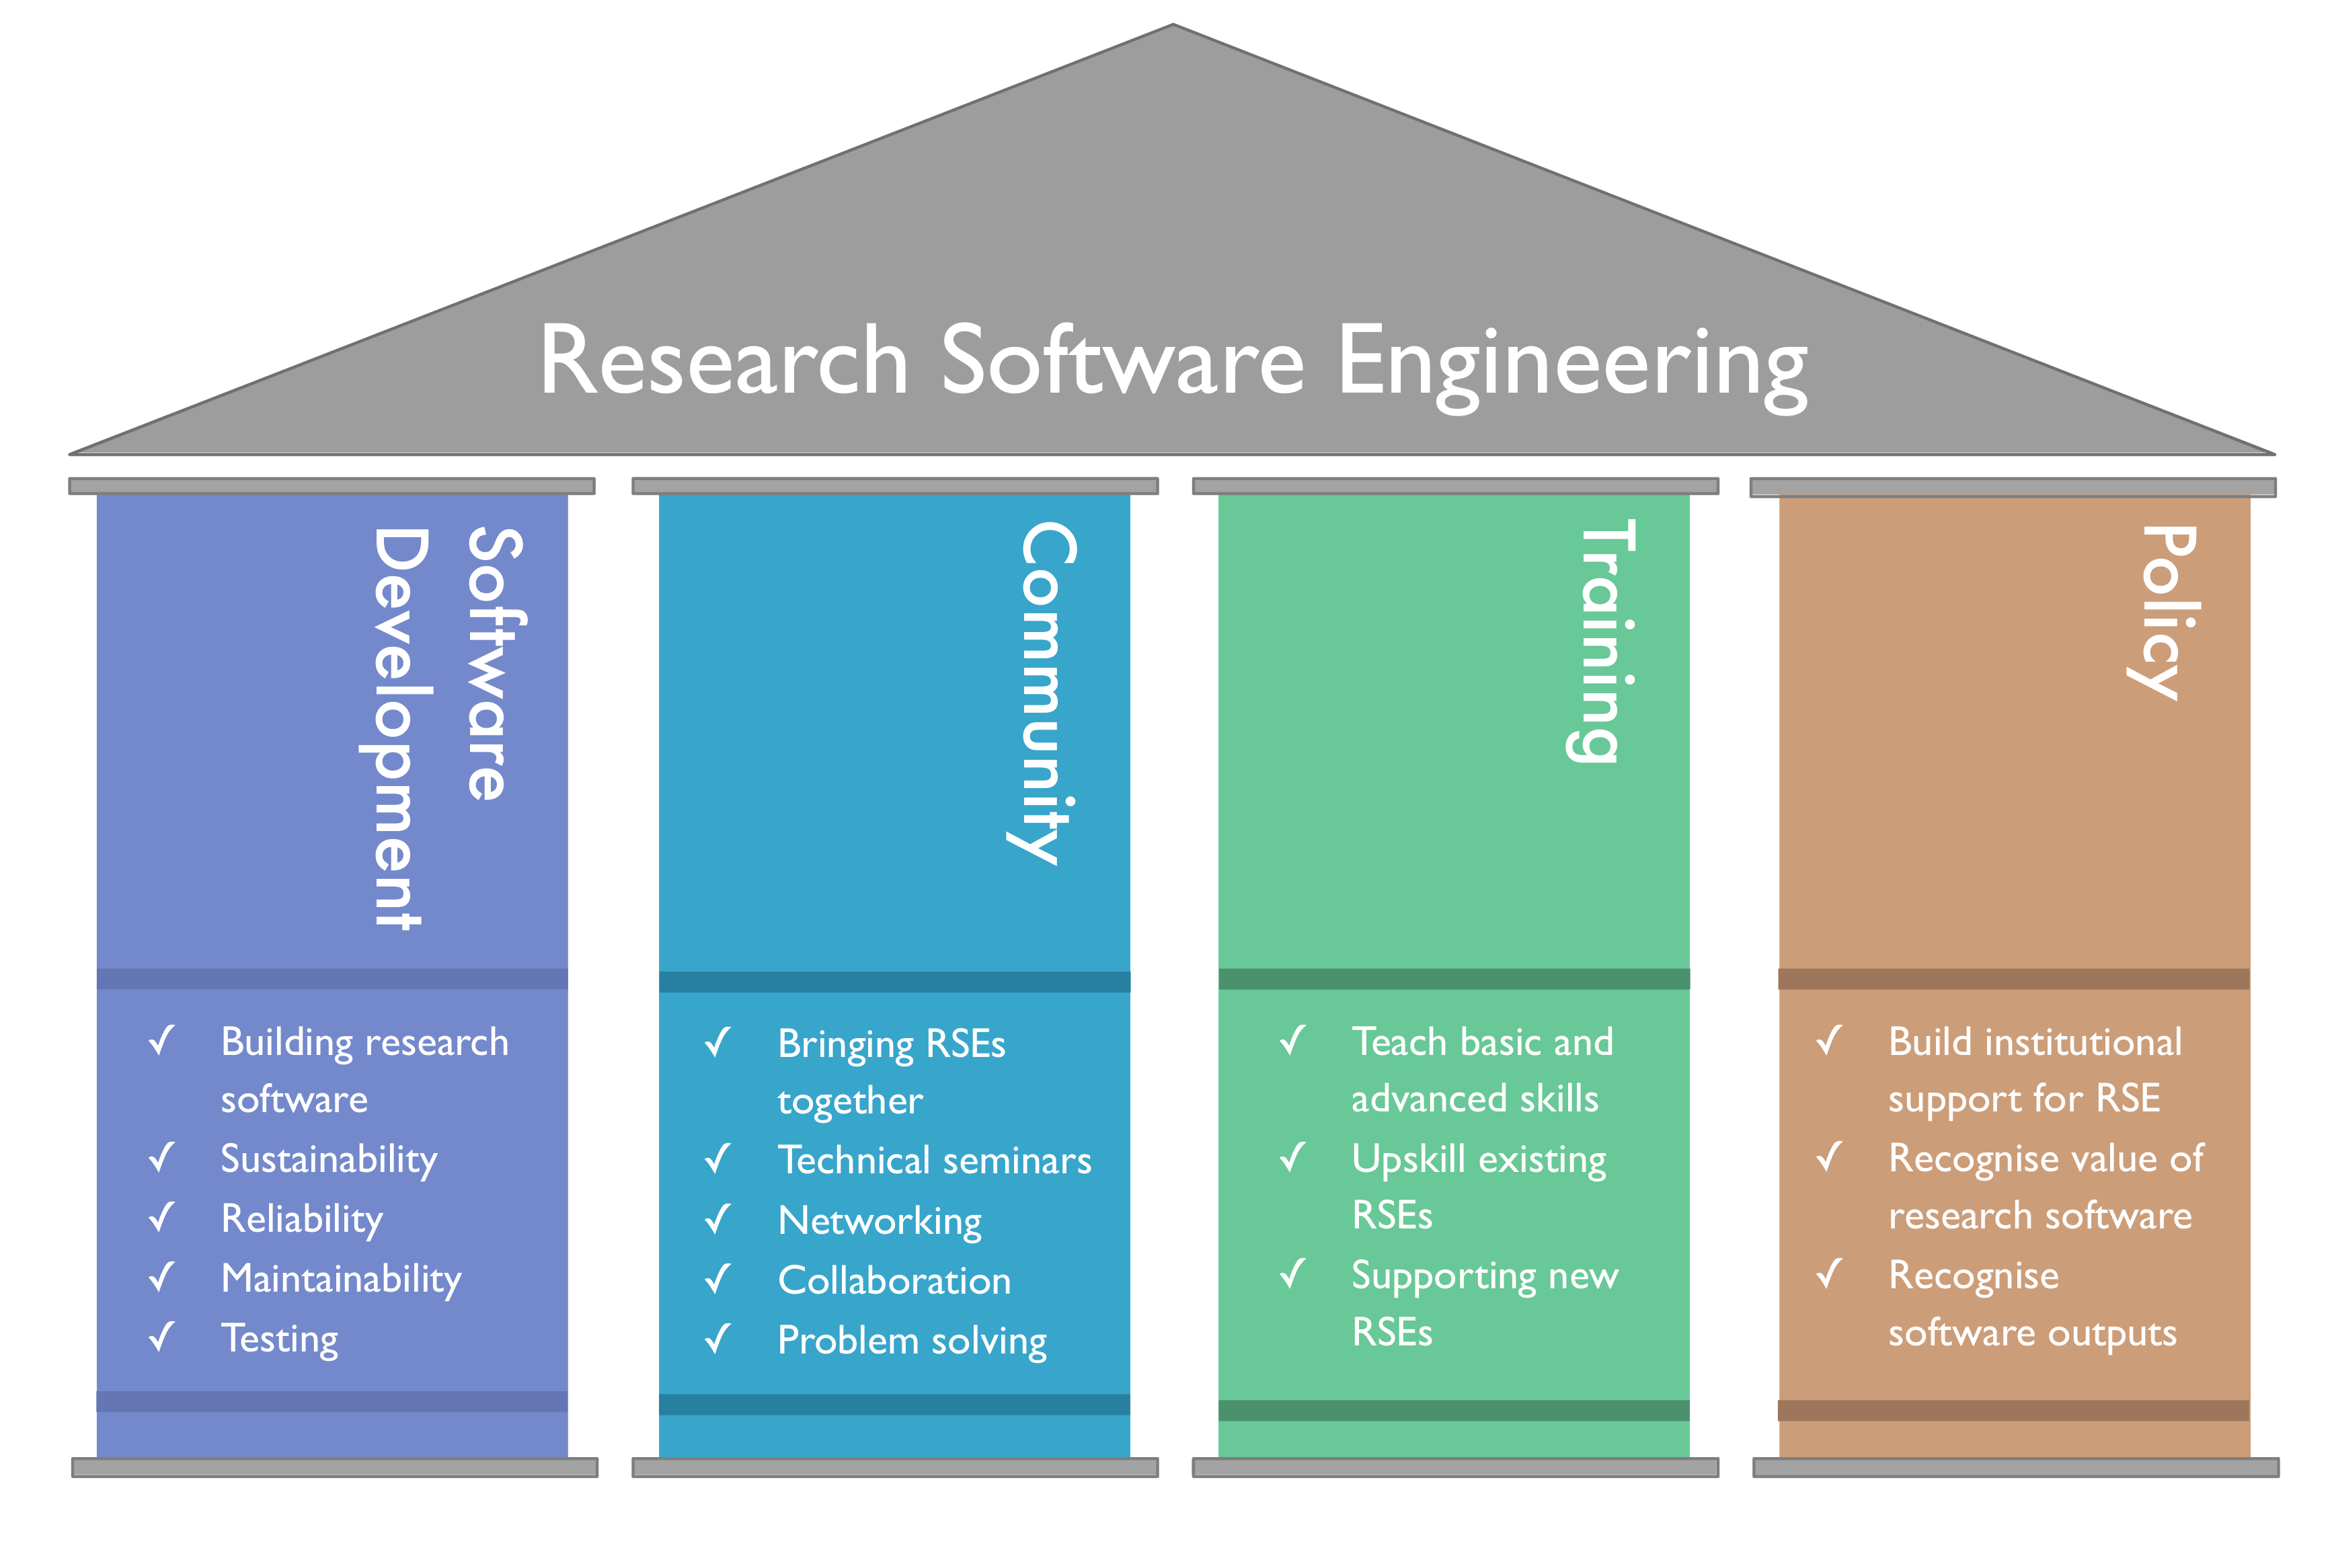 Research Software Engineering
Software
Development
Building research
software
Sustainability
Reliability
Maintainability
Testing
Community
Bringing RSEs
together
Technical seminars
Networking
Collaboration
Problem solving
Training
Teach basic and
advanced skills
Upskill existing
RSEs
Supporting new
RSEs
Policy
Build institutional
support for RSE
Recognise value of
research software
Recognise
software outputs